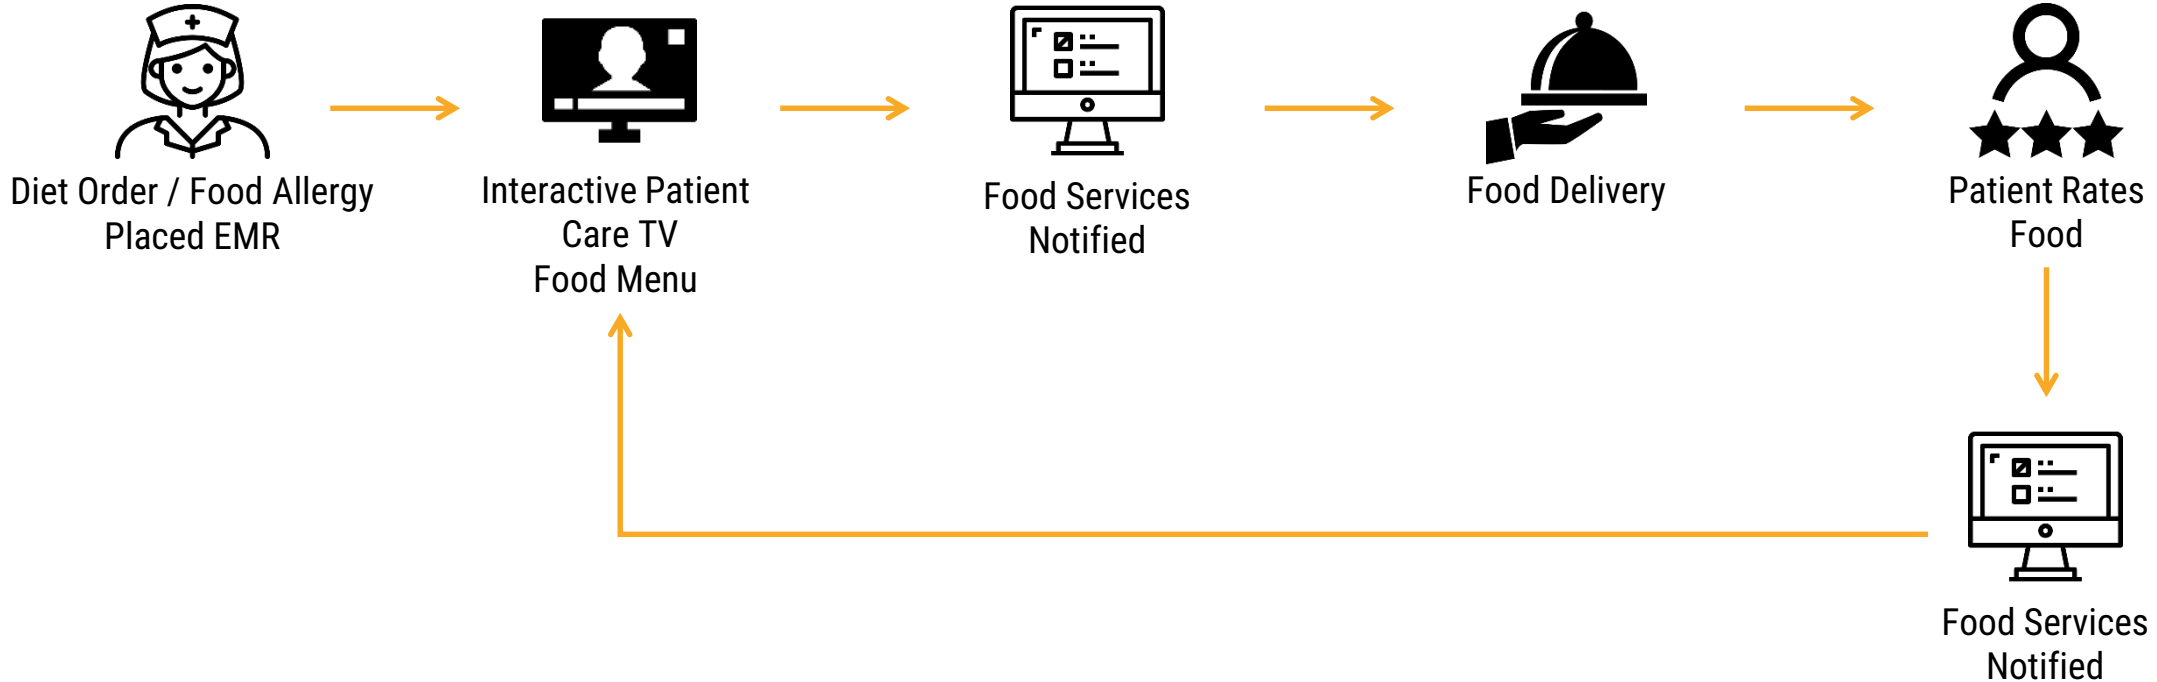 Diet Order / Food Allergy
Placed EMR
Interactive Patient
Care TV
Food Menu
Food Services
Notified
Food Delivery
Patient Rates
Food
Food Services
Notified